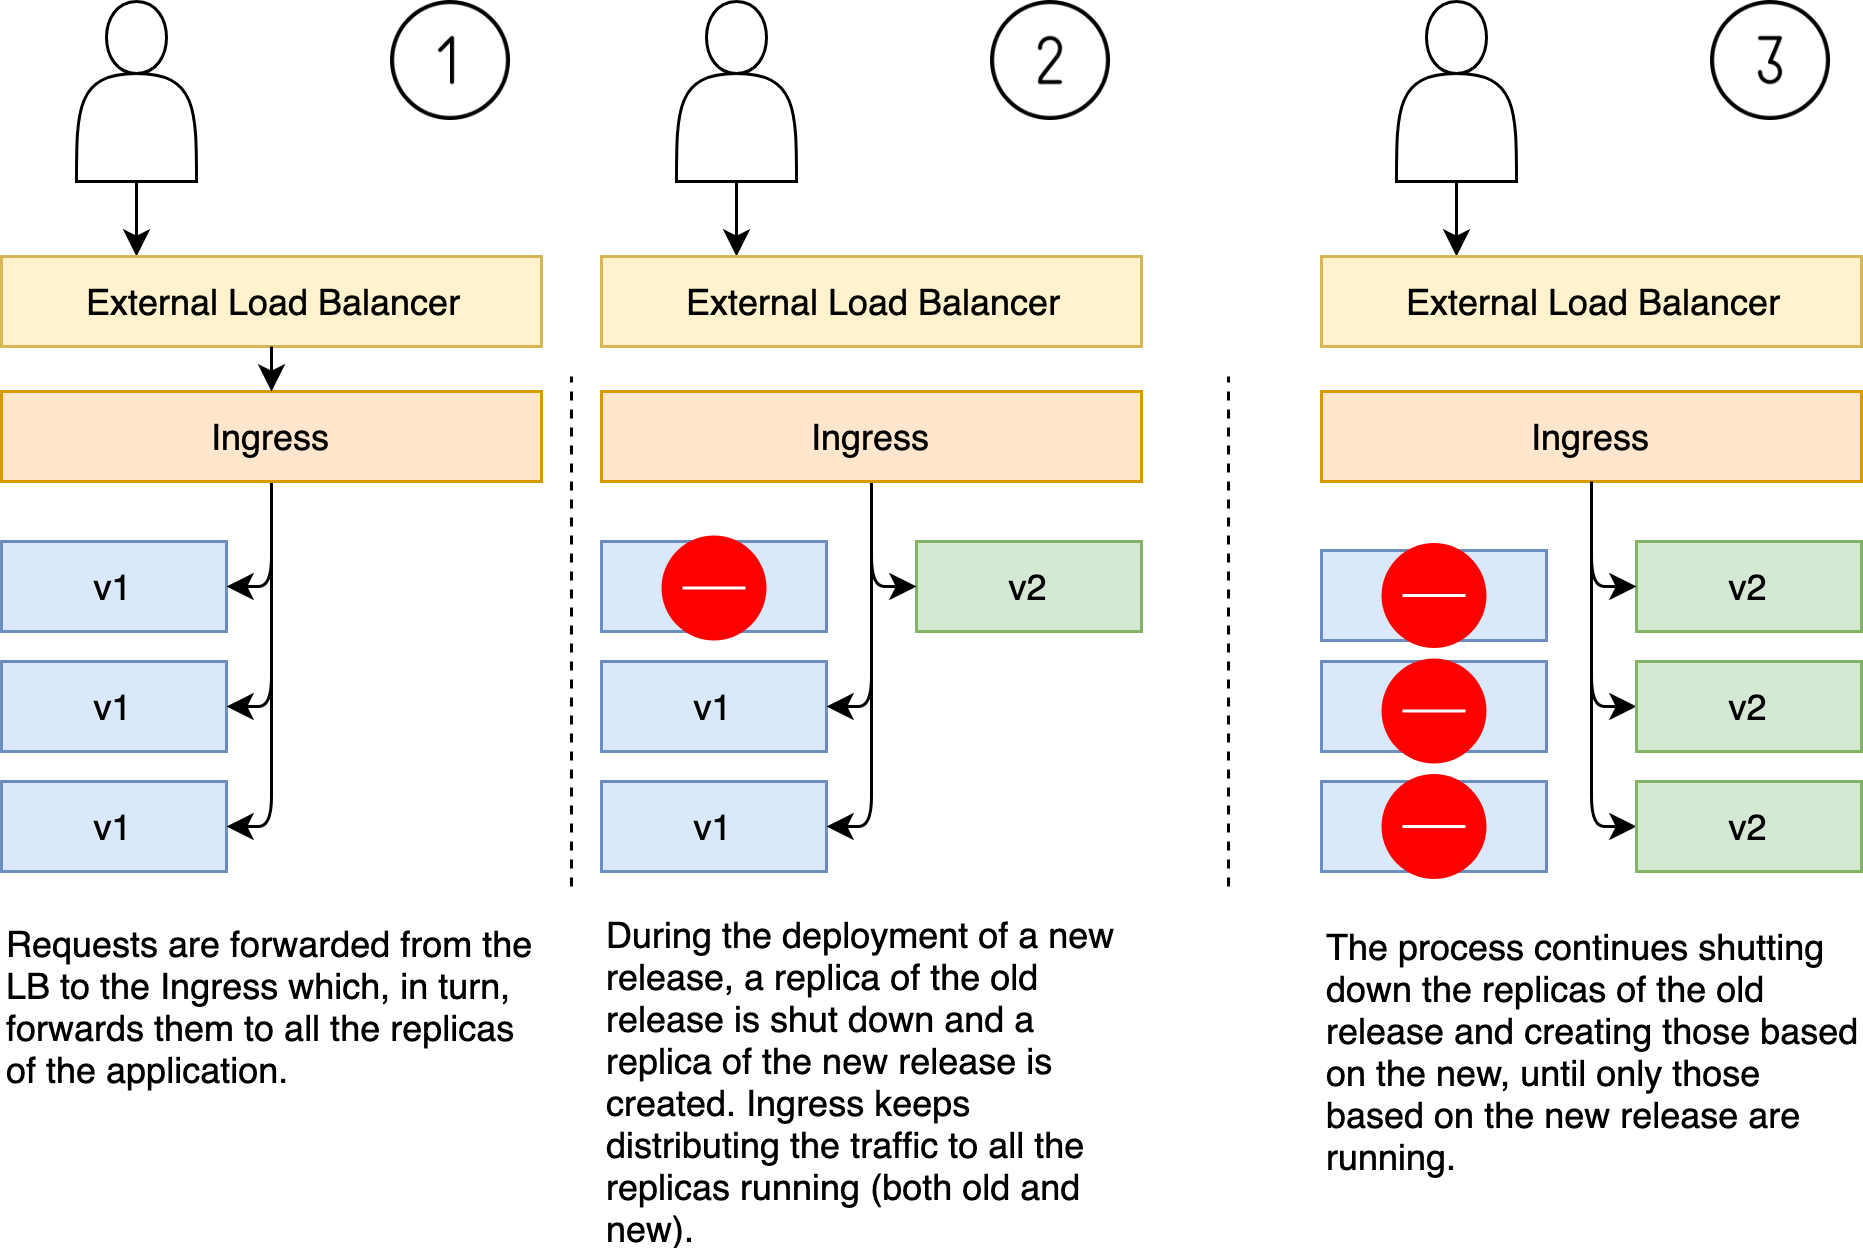 1
External Load Balancer
Ingress
v1
v1
v1
Requests are forwarded from the
LB to the Ingress which, in turn,
forwards them to all the replicas
of the application.
2
External Load Balancer
Ingress
v2
v1
v1
During the deployment of a new
release, a replica of the old
release is shut down and a
replica of the new release is
created. Ingress keeps
distributing the traffic to all the
replicas running (both old and
new).
3
External Load Balancer
Ingress
v2
v2
v2
The process continues shutting
down the replicas of the old
release and creating those based
on the new, until only those
based on the new release are
running.